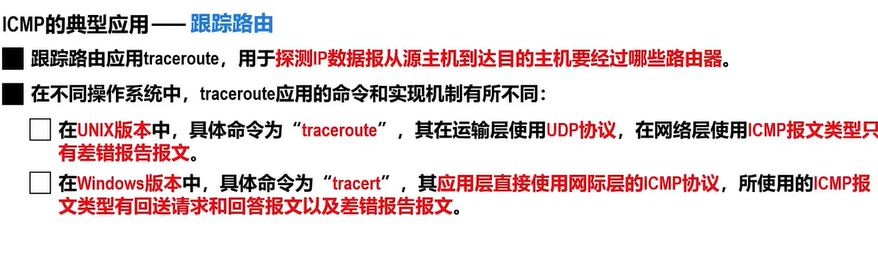 ICMP的典型应用—— 跟踪路由
跟踪路由应用traceroute，用于探测IP数据报从源主机到达目的主机要经过哪些路由器。
在不同操作系统中，traceroute应用的命令和实现机制有所不同：
在UNIX版本中，具体命令为“traceroute”，其在运输层使用UDP协议，在网络层使用ICMP报文类型只
有差错报告报文。
在Windows版本中，具体命令为“tracert”，其应用层直接使用网际层的ICMP协议，所使用的ICMP报
文类型有回送请求和回答报文以及差错报告报文。